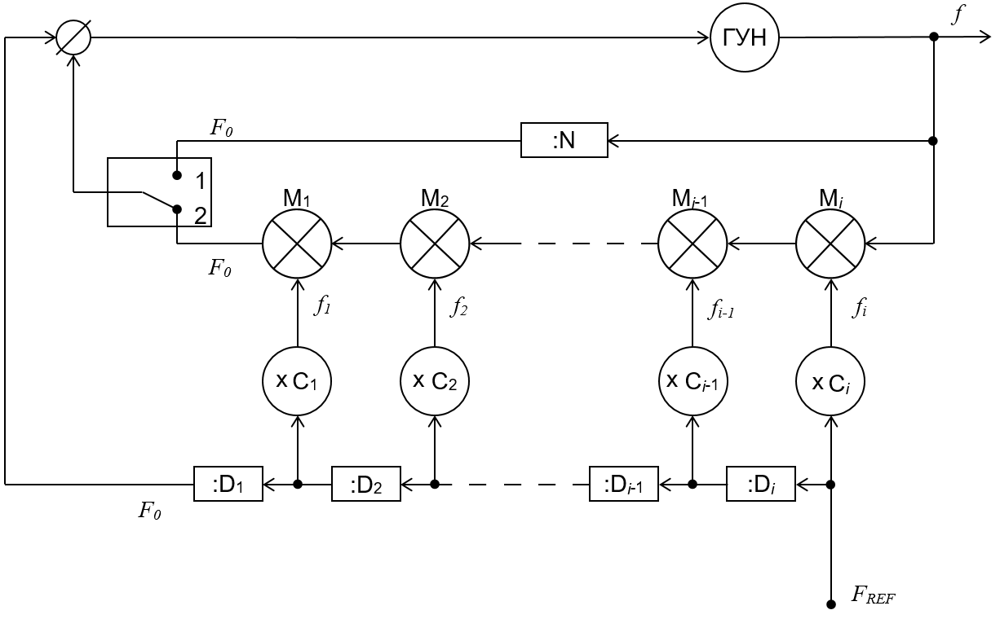 f
ГУН
F₀
:N
1
2
M₁
M₂
Mᵢ₋₁
Mᵢ
F₀
f₁
f₂
fᵢ₋₁
fᵢ
x C₁
x C₂
x Cᵢ₋₁
x Cᵢ
:D₁
:D₂
:Dᵢ₋₁
:Dᵢ
F₀
F_REF